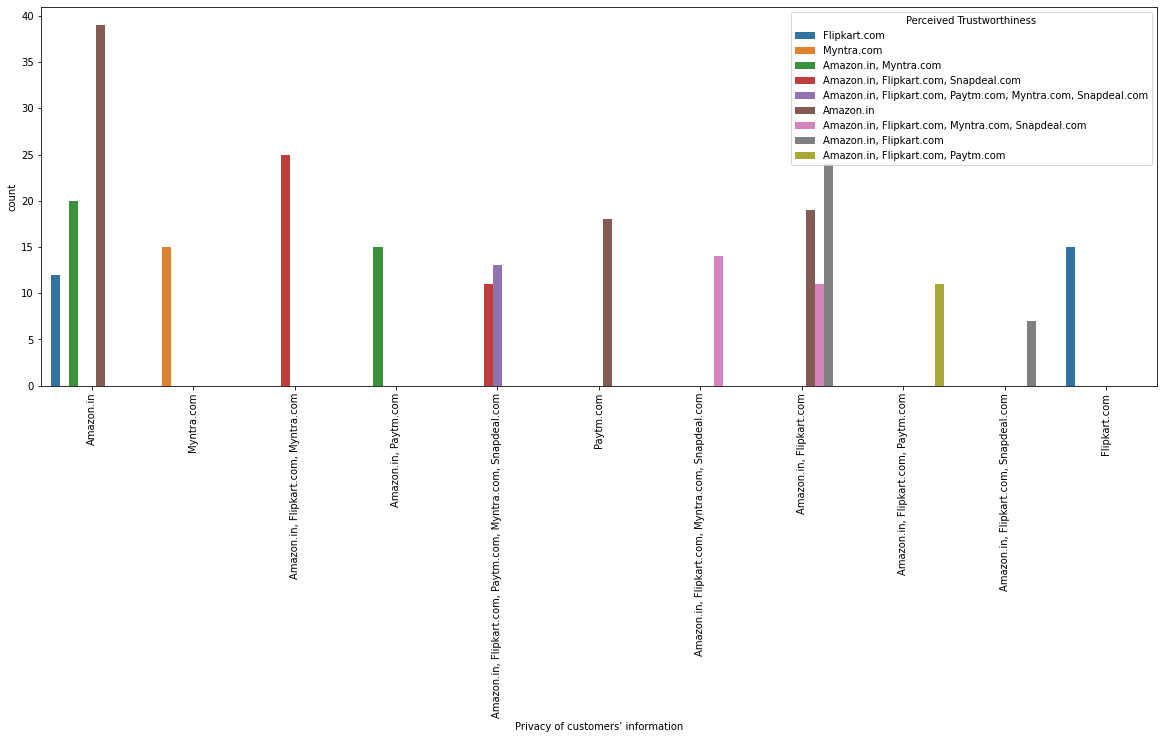 Perceived Trustworthiness
Flipkart.com
Myntra.com
Amazon.in, Myntra.com
Amazon.in, Flipkart.com, Snapdeal.com
Amazon.in, Flipkart.com, Paytm.com, Myntra.com, Snapdeal.com
Amazon.in
Amazon.in, Flipkart.com, Myntra.com, Snapdeal.com
Amazon.in, Flipkart.com
Amazon.in, Flipkart.com, Paytm.com
count
40
35
30
25
20
15
10
5
0
Amazon.in
Myntra.com
Amazon.in, Flipkart.com, Myntra.com
Amazon.in, Paytm.com
Amazon.in, Flipkart.com, Paytm.com, Myntra.com, Snapdeal.com
Paytm.com
Amazon.in, Flipkart.com, Myntra.com, Snapdeal.com
Amazon.in, Flipkart.com
Amazon.in, Flipkart.com, Paytm.com
Amazon.in, Flipkart.com, Snapdeal.com
Flipkart.com
Privacy of customers’ information